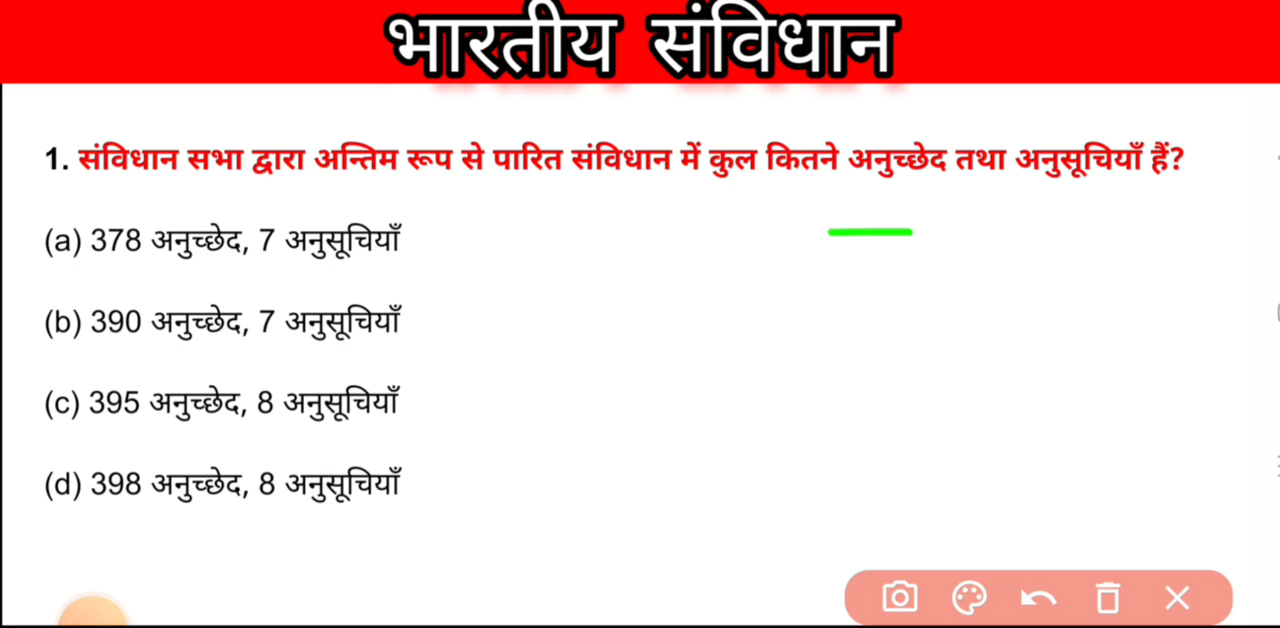 भारतीय संविधान
1. संविधान सभा द्वारा अन्तिम रूप से पारित संविधान में कुल कितने अनुच्छेद तथा अनुसूचियाँ हैं?
(a) 378 अनुच्छेद, 7 अनुसूचियाँ
(b) 390 अनुच्छेद, 7 अनुसूचियाँ
(c) 395 अनुच्छेद, 8 अनुसूचियाँ
(d) 398 अनुच्छेद, 8 अनुसूचियाँ